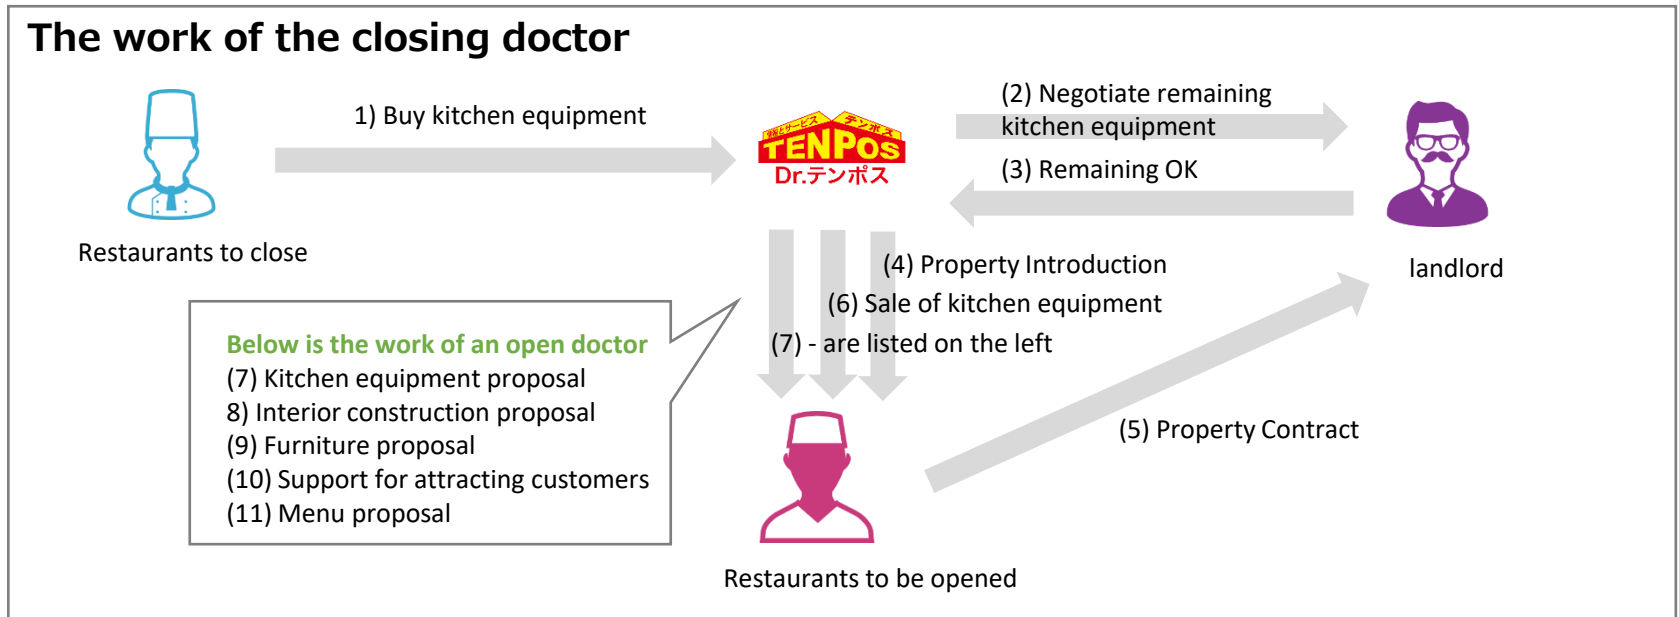 The work of the closing doctor
1) Buy kitchen equipment
(2) Negotiate remaining
kitchen equipment
(3) Remaining OK
テンポス
TENPOS
Dr.テンポス
Restaurants to close
landlord
(4) Property Introduction
(6) Sale of kitchen equipment
(7) - are listed on the left
Below is the work of an open doctor
(7) Kitchen equipment proposal
8) Interior construction proposal
(9) Furniture proposal
(10) Support for attracting customers
(11) Menu proposal
(5) Property Contract
Restaurants to be opened